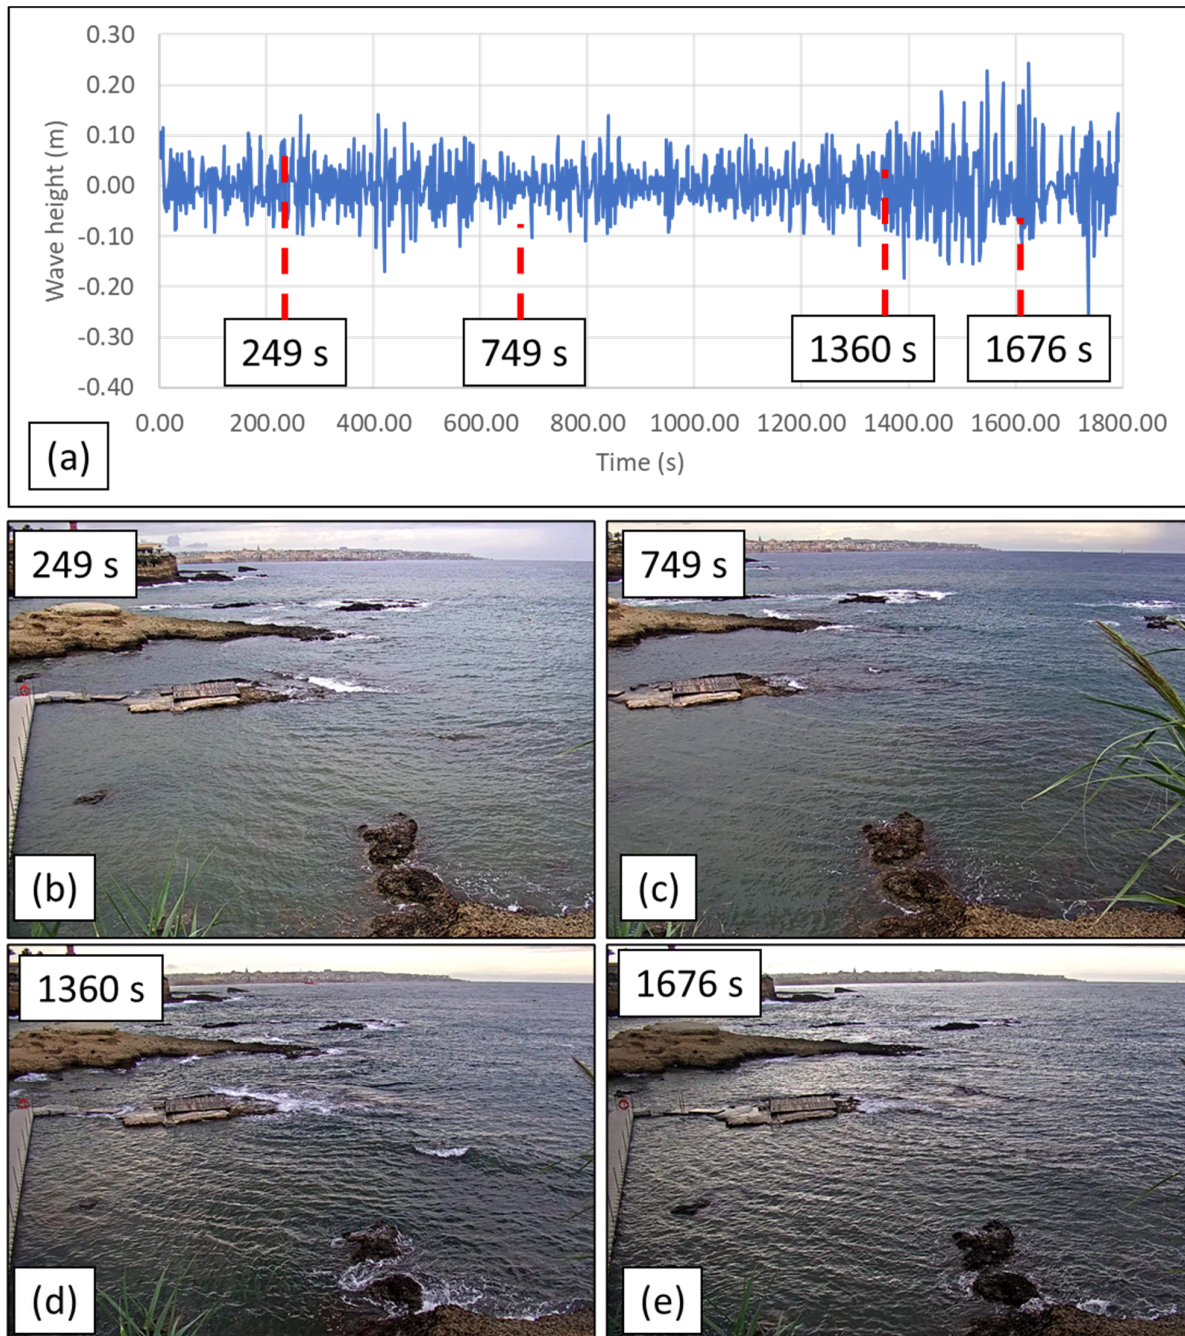 0.30
0.20
0.10
0.00
-0.10
-0.20
-0.30
-0.40
Wave height (m)
249 s
749 s
1360 s
1676 s
0.00 200.00 400.00 600.00 800.00 1000.00 1200.00 1400.00 1600.00 1800.00
Time (s)
(a)
249 s
749 s
(b)
(c)
1360 s
1676 s
(d)
(e)